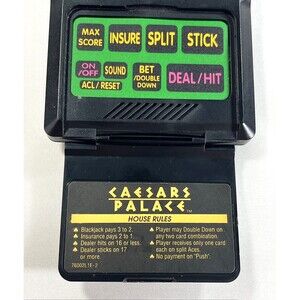 MAX SCORE
INSURE
SPLIT
STICK
ON /OFF
SOUND
ACL / RESET
BET /DOUBLE DOWN
DEAL/HIT
CAESARS
PALACE™
HOUSE RULES
♠ Blackjack pays 3 to 2.
♠ Insurance pays 2 to 1.
♠ Dealer hits on 16 or less.
♠ Dealer sticks on 17
or more.
♠ Player may Double Down on
any two card combination.
♠ Player receives only one card
each on split Aces.
♠ No payment on "Push".